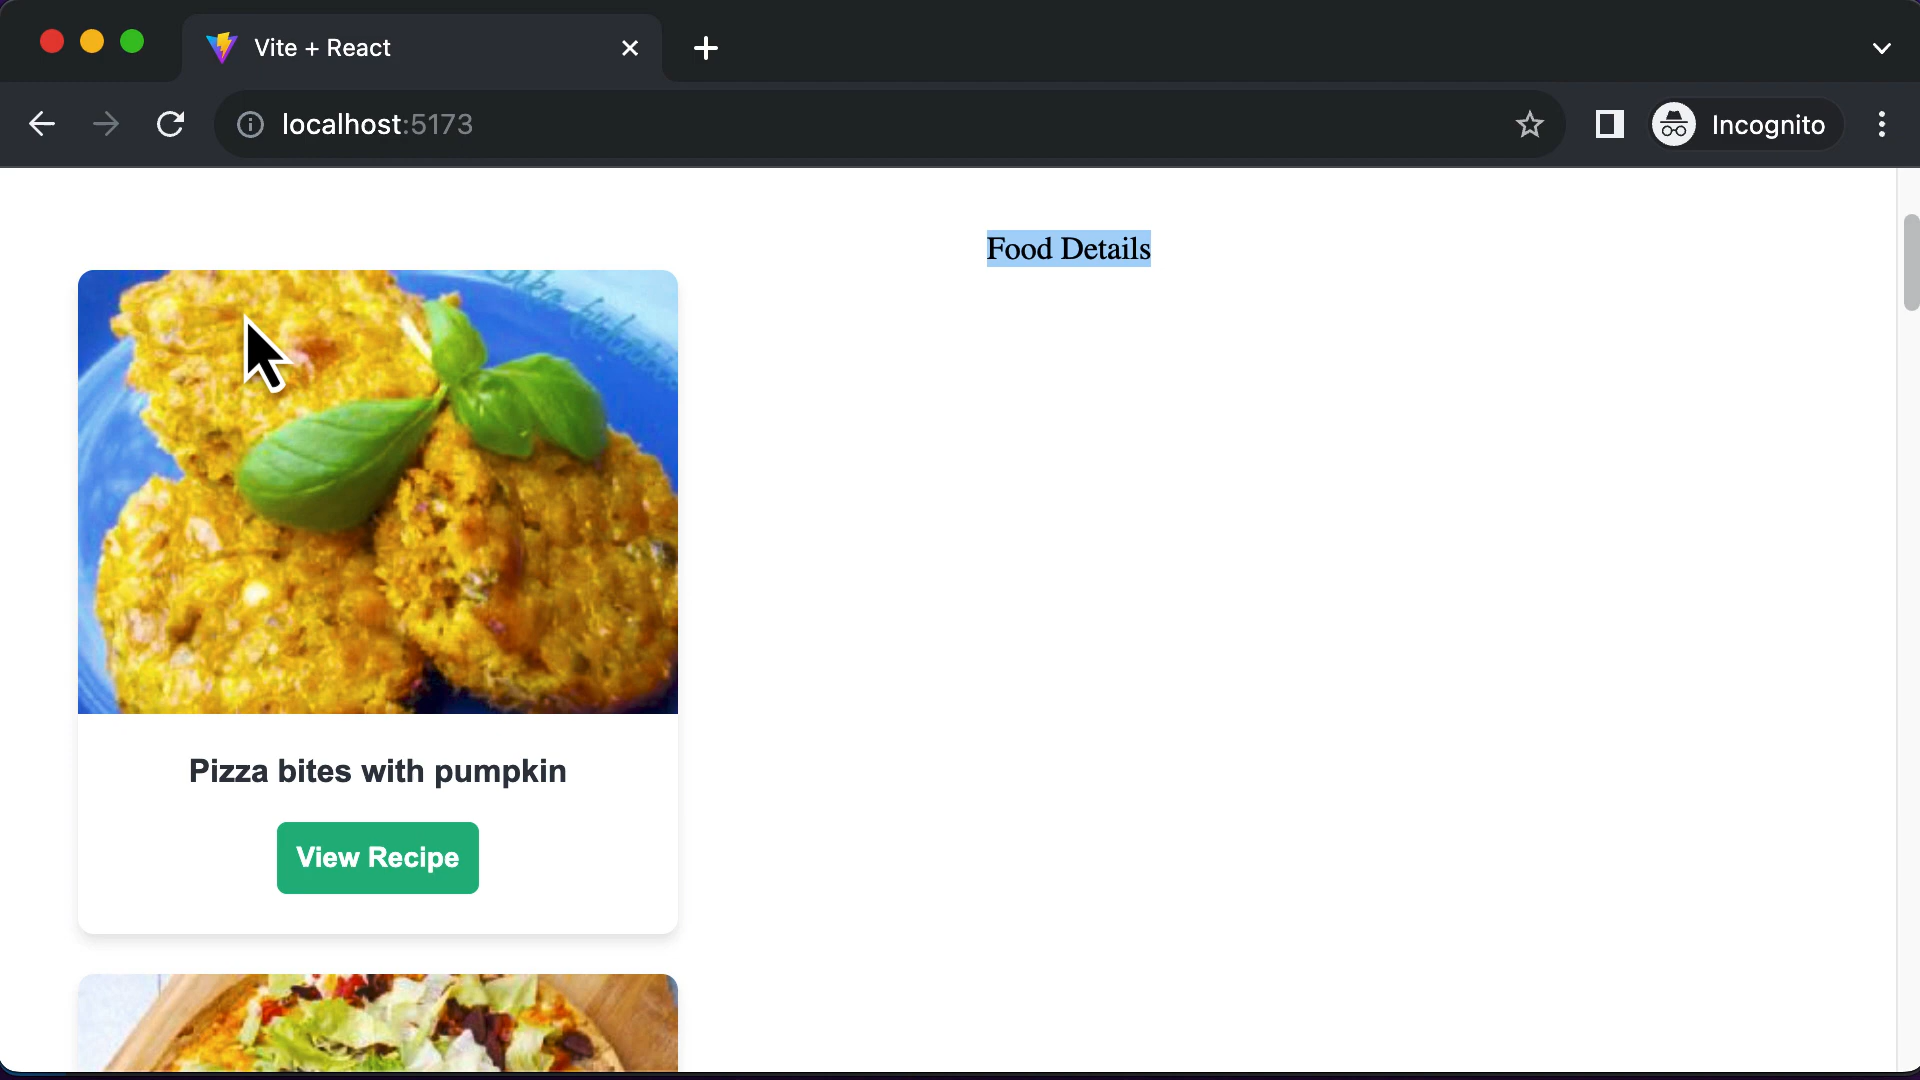 Vite + React
localhost:5173
Incognito
Food Details
Pizza bites with pumpkin
View Recipe